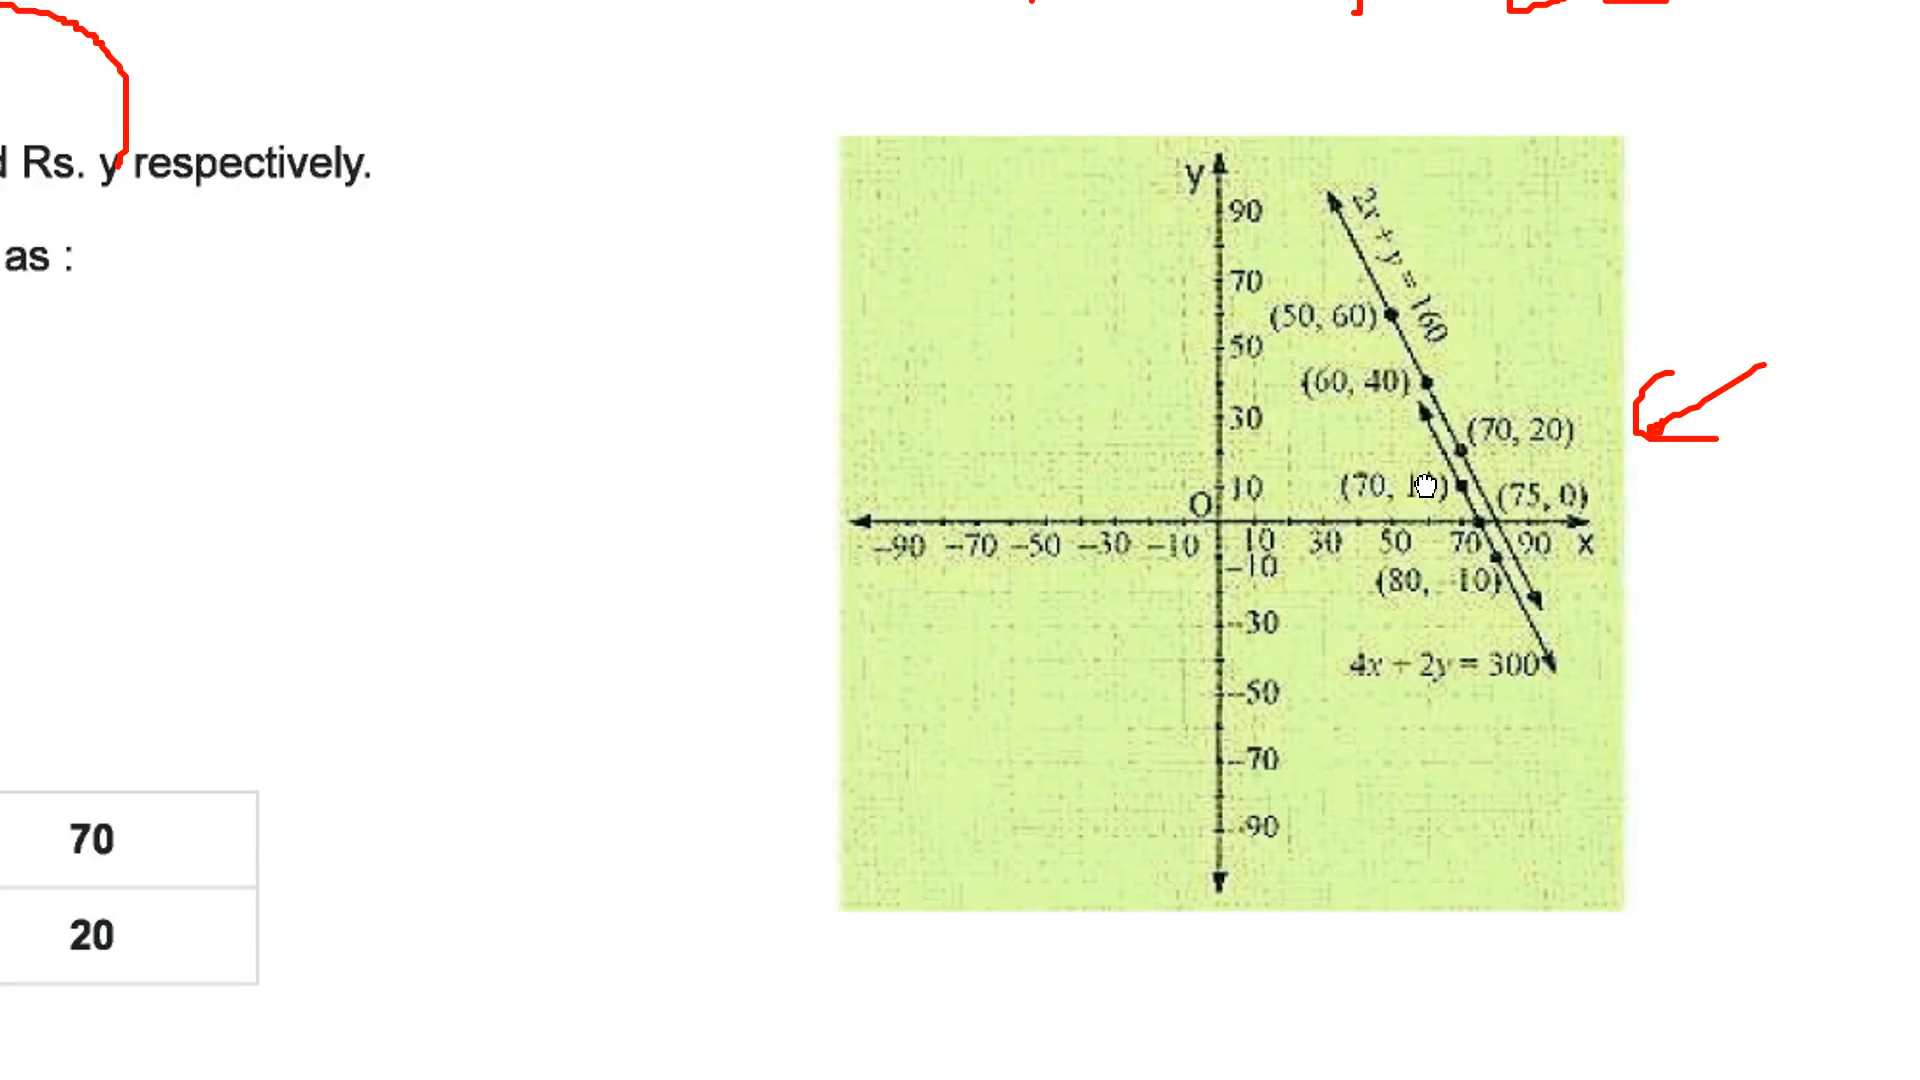 Rs. y respectively.
as :
70
20
y
90
70
50
30
10
O
2x + y = 160
(50, 60)
(60, 40)
(70, 20)
(75, 0)
-90 -70 -50 -30 -10 10 30 50 70 90 x
-10
(80, -10)
-30
4x + 2y = 300
-50
-70
-90